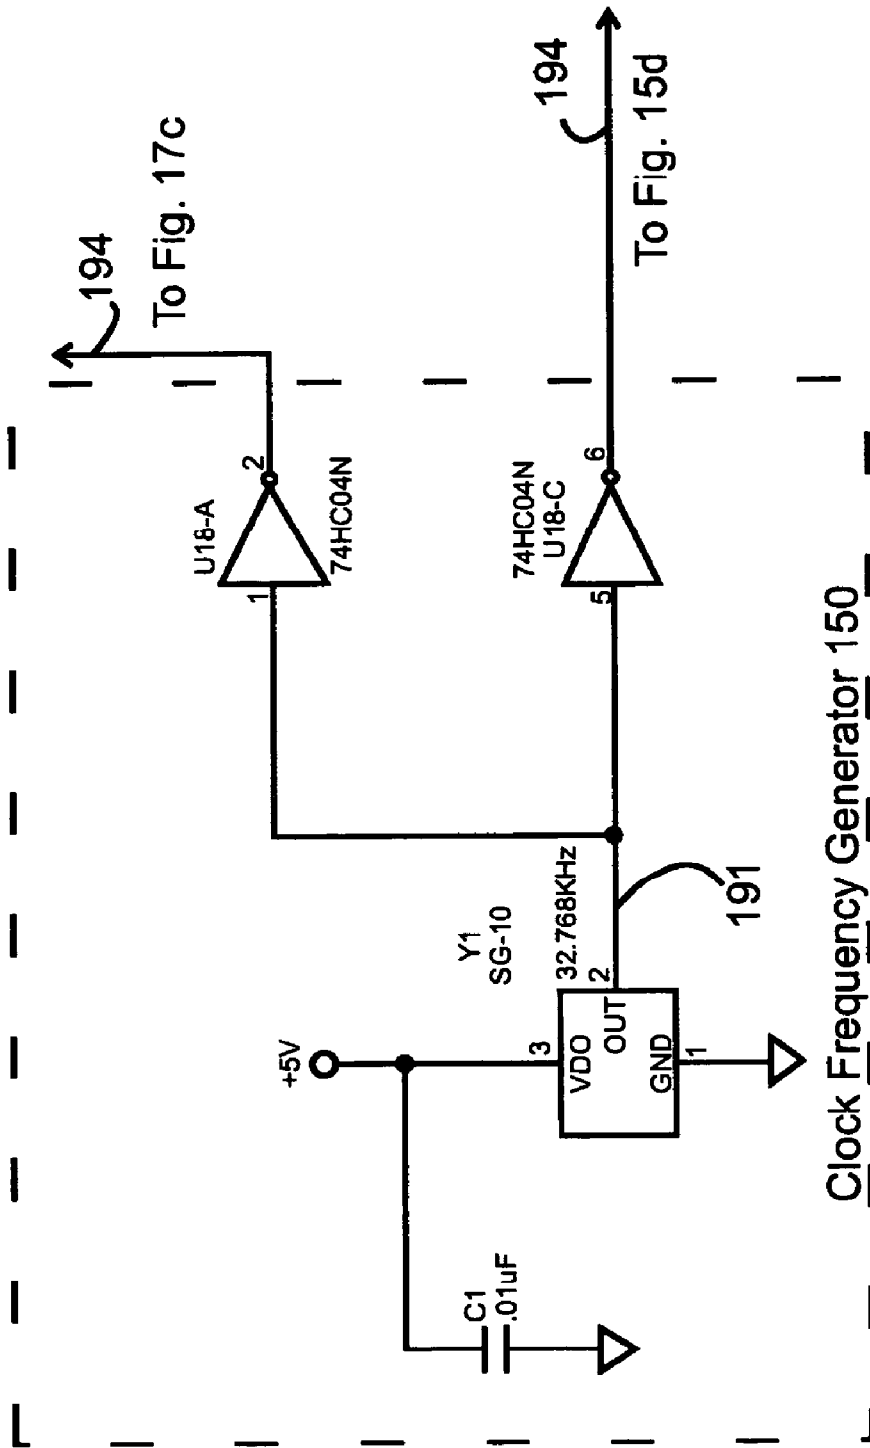 194
To Fig. 17c
194
To Fig. 15d
U18-A
2
1
74HC04N
74HC04N
U18-C
6
5
+5V
Y1
SG-10
32.768KHz
3
VDO
2
OUT
GND
1
191
C1
.01uF
Clock Frequency Generator 150